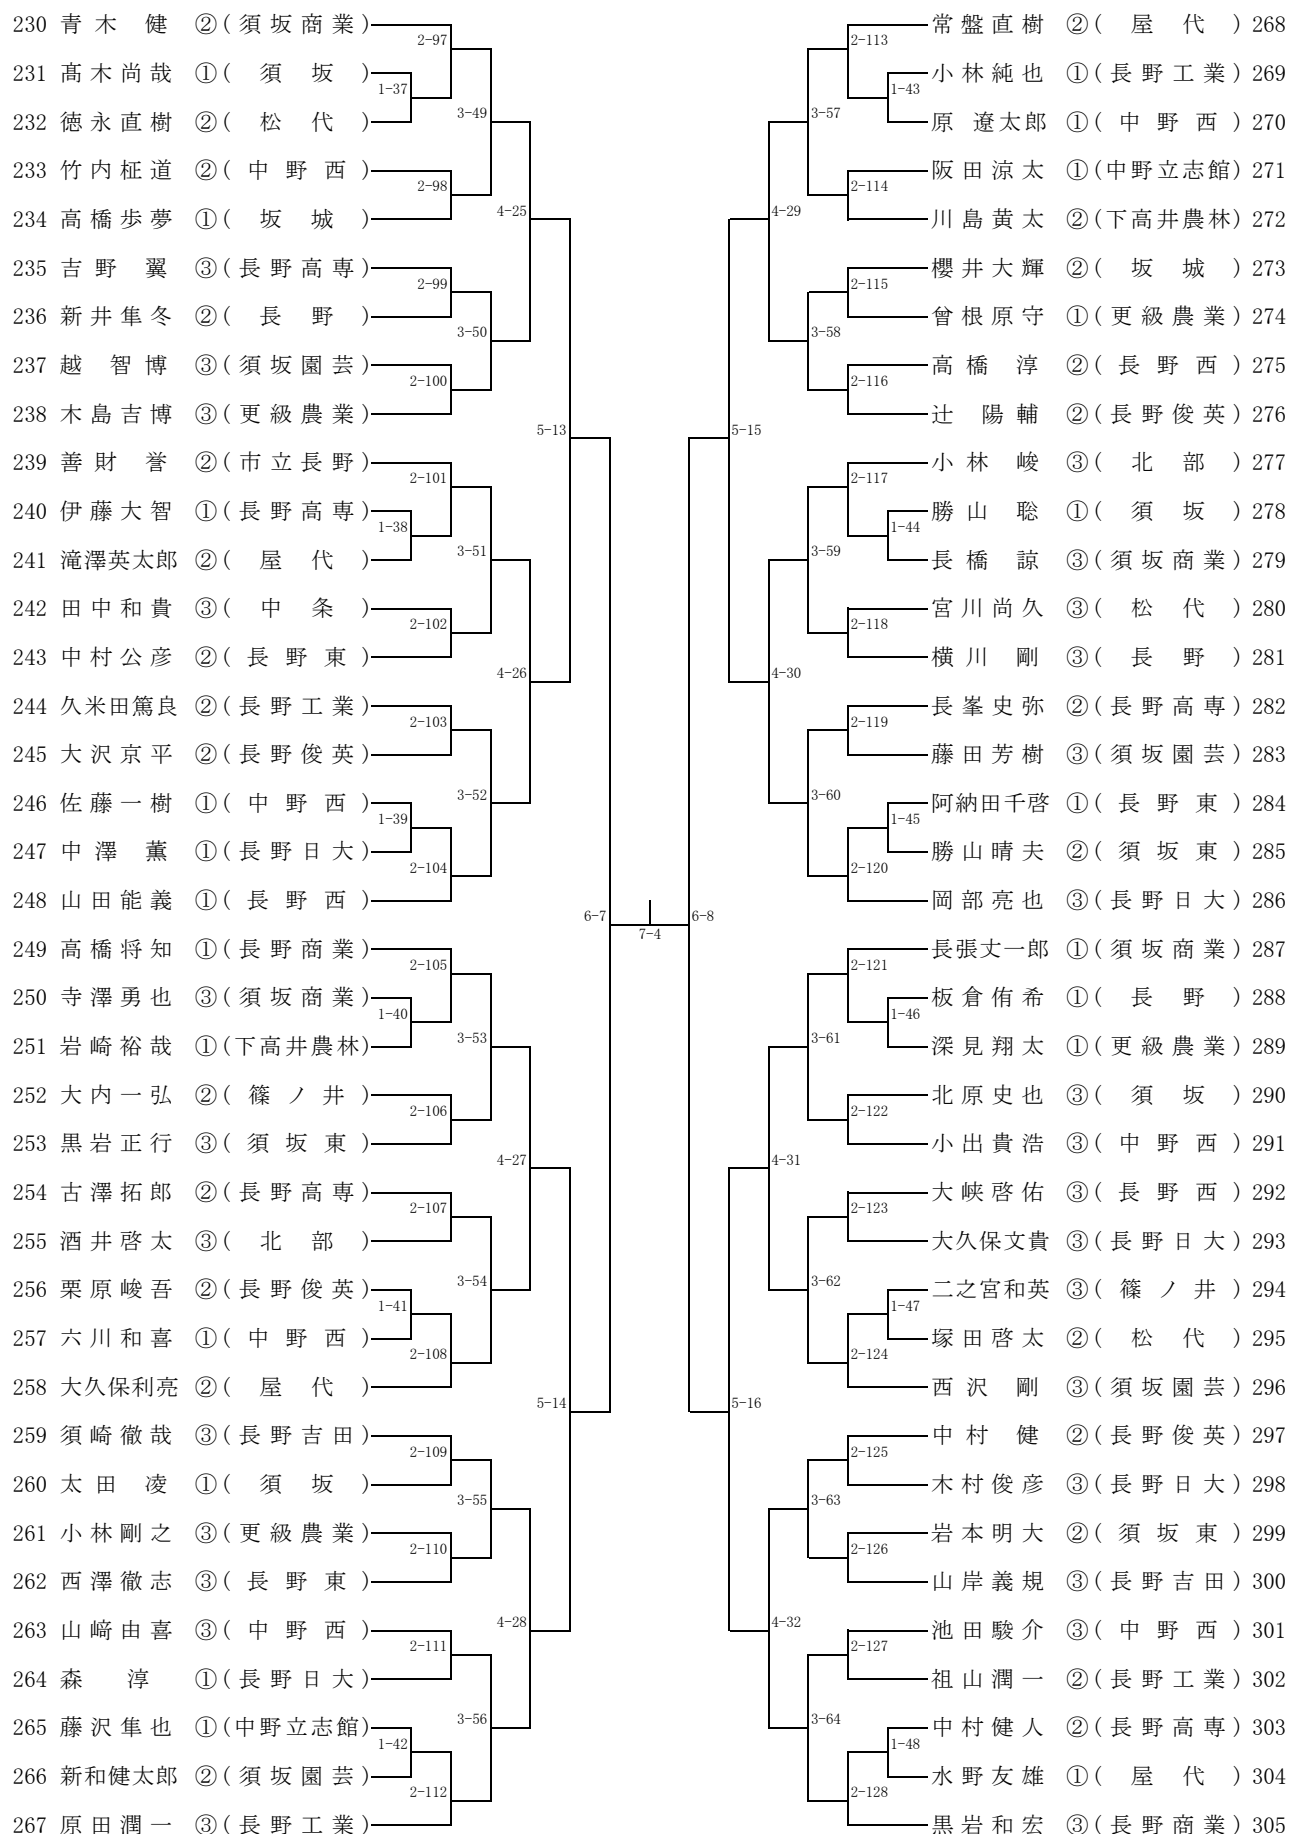 230 青木 健 ②(須坂商業)
2-97
231 髙木尚哉 ①(須坂)
1-37
232 徳永直樹 ②(松代)
3-49
233 竹内柾道 ②(中野西)
2-98
234 高橋歩夢 ①(坂城)
4-25
235 吉野 翼 ③(長野高専)
2-99
236 新井隼冬 ②(長野)
3-50
237 越 智博 ③(須坂園芸)
2-100
238 木島吉博 ③(更級農業)
5-13
239 善財 誉 ②(市立長野)
2-101
240 伊藤大智 ①(長野高専)
1-38
241 滝澤英太郎 ②(屋代)
3-51
242 田中和貴 ③(中条)
2-102
243 中村公彦 ②(長野東)
4-26
244 久米田篤良 ②(長野工業)
2-103
245 大沢京平 ②(長野俊英)
3-52
246 佐藤一樹 ①(中野西)
1-39
247 中澤 薫 ①(長野日大)
2-104
248 山田能義 ①(長野西)
6-7
249 高橋将知 ①(長野商業)
2-105
250 寺澤勇也 ③(須坂商業)
1-40
251 岩崎裕哉 ①(下高井農林)
3-53
252 大内一弘 ②(篠ノ井)
2-106
253 黒岩正行 ③(須坂東)
4-27
254 古澤拓郎 ②(長野高専)
2-107
255 酒井啓太 ③(北部)
3-54
256 栗原峻吾 ②(長野俊英)
1-41
257 六川和喜 ①(中野西)
2-108
258 大久保利亮 ②(屋代)
5-14
259 須崎徹哉 ③(長野吉田)
2-109
260 太田 凌 ①(須坂)
3-55
261 小林剛之 ③(更級農業)
2-110
262 西澤徹志 ③(長野東)
4-28
263 山﨑由喜 ③(中野西)
2-111
264 森 淳 ①(長野日大)
3-56
265 藤沢隼也 ①(中野立志館)
1-42
266 新和健太郎 ②(須坂園芸)
2-112
267 原田潤一 ③(長野工業)
7-4
常盤直樹 ②(屋代) 268
2-113
小林純也 ①(長野工業) 269
1-43
原 遼太郎 ①(中野西) 270
3-57
阪田涼太 ①(中野立志館) 271
2-114
川島黄太 ②(下高井農林) 272
4-29
櫻井大輝 ②(坂城) 273
2-115
曾根原守 ①(更級農業) 274
3-58
高橋 淳 ②(長野西) 275
2-116
辻 陽輔 ②(長野俊英) 276
5-15
小林 峻 ③(北部) 277
2-117
勝山 聡 ①(須坂) 278
1-44
長橋 諒 ③(須坂商業) 279
3-59
宮川尚久 ③(松代) 280
2-118
横川 剛 ③(長野) 281
4-30
長峯史弥 ②(長野高専) 282
2-119
藤田芳樹 ③(須坂園芸) 283
3-60
阿納田千啓 ①(長野東) 284
1-45
勝山晴夫 ②(須坂東) 285
2-120
岡部亮也 ③(長野日大) 286
6-8
長張丈一郎 ①(須坂商業) 287
2-121
板倉侑希 ①(長野) 288
1-46
深見翔太 ①(更級農業) 289
3-61
北原史也 ③(須坂) 290
2-122
小出貴浩 ③(中野西) 291
4-31
大峡啓佑 ③(長野西) 292
2-123
大久保文貴 ③(長野日大) 293
3-62
二之宮和英 ③(篠ノ井) 294
1-47
塚田啓太 ②(松代) 295
2-124
西沢 剛 ③(須坂園芸) 296
5-16
中村 健 ②(長野俊英) 297
2-125
木村俊彦 ③(長野日大) 298
3-63
岩本明大 ②(須坂東) 299
2-126
山岸義規 ③(長野吉田) 300
4-32
池田駿介 ③(中野西) 301
2-127
祖山潤一 ②(長野工業) 302
3-64
中村健人 ②(長野高専) 303
1-48
水野友雄 ①(屋代) 304
2-128
黒岩和宏 ③(長野商業) 305